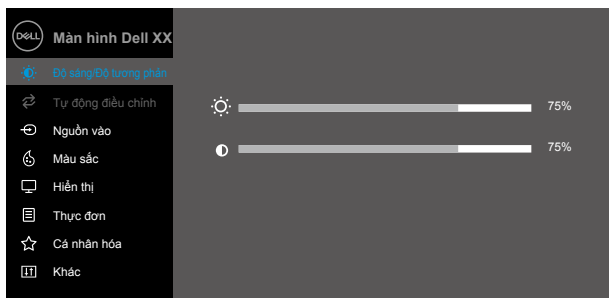 DELL
Màn hình Dell XX
Độ sáng/Độ tương phản
Tự động điều chỉnh
75%
Nguồn vào
75%
Màu sắc
Hiển thị
Thực đơn
Cá nhân hóa
Khác